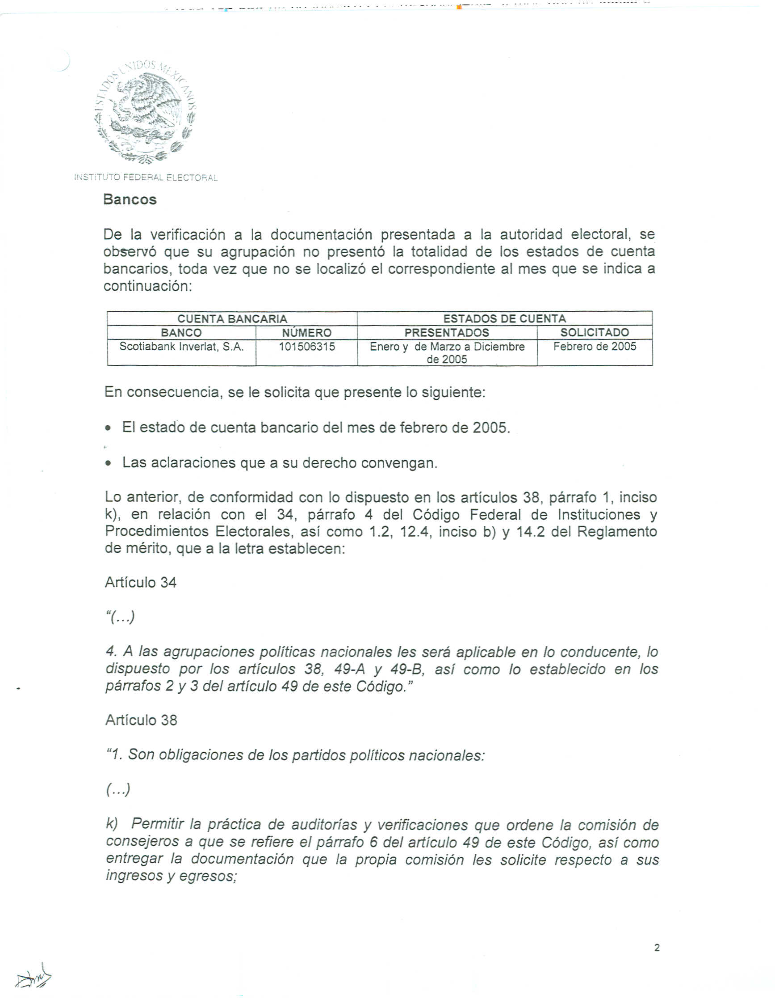 ESTADOS UNIDOS MEXICANOS
INSTITUTO FEDERAL ELECTORAL
Bancos
De la verificación a la documentación presentada a la autoridad electoral, se
observó que su agrupación no presentó la totalidad de los estados de cuenta
bancarios, toda vez que no se localizó el correspondiente al mes que se indica a
continuación:
CUENTA BANCARIA ESTADOS DE CUENTA
BANCO NÚMERO PRESENTADOS SOLICITADO
Scotiabank Inverlat, S.A. 101506315 Enero y de Marzo a Diciembre Febrero de 2005
de 2005
En consecuencia, se le solicita que presente lo siguiente:
• El estado de cuenta bancario del mes de febrero de 2005.
• Las aclaraciones que a su derecho convengan.
Lo anterior, de conformidad con lo dispuesto en los artículos 38, párrafo 1, inciso
k), en relación con el 34, párrafo 4 del Código Federal de Instituciones y
Procedimientos Electorales, así como 1.2, 12.4, inciso b) y 14.2 del Reglamento
de mérito, que a la letra establecen:
Artículo 34
“(...)
4. A las agrupaciones políticas nacionales les será aplicable en lo conducente, lo
dispuesto por los artículos 38, 49-A y 49-B, así como lo establecido en los
párrafos 2 y 3 del artículo 49 de este Código.”
Artículo 38
“1. Son obligaciones de los partidos políticos nacionales:
(...)
k) Permitir la práctica de auditorías y verificaciones que ordene la comisión de
consejeros a que se refiere el párrafo 6 del artículo 49 de este Código, así como
entregar la documentación que la propia comisión les solicite respecto a sus
ingresos y egresos;
2